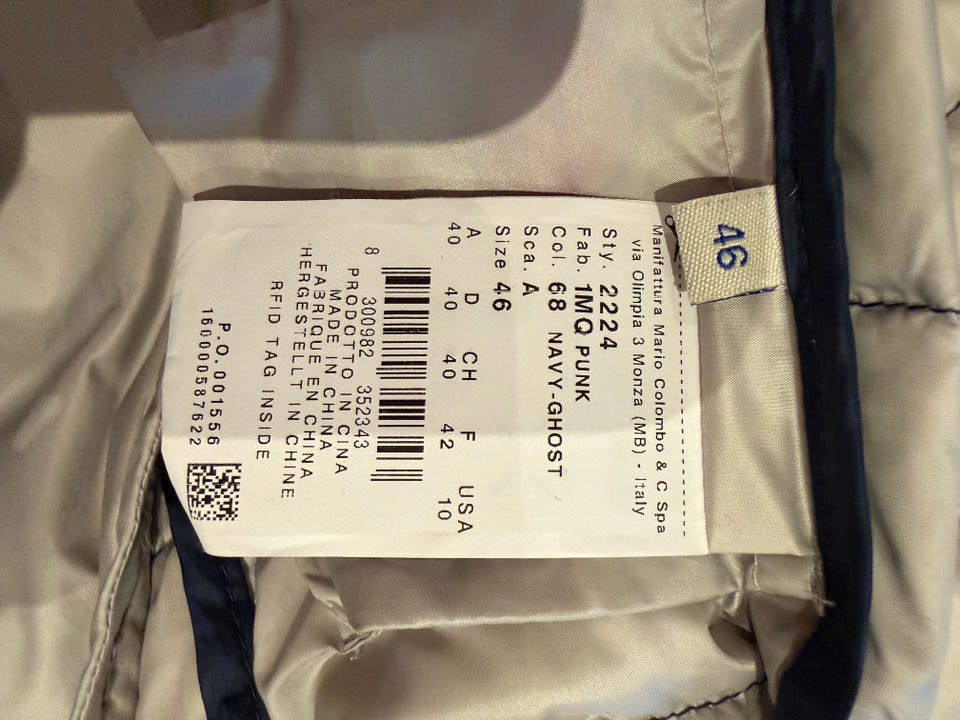 46
Manifattura Mario Colombo & C Spa
via Olimpia 3 Monza (MB) - Italy
Sty. 2224
Fab. 1MQ PUNK
Col. 68 NAVY-GHOST
Sca. A
Size 46
A D CH F USA
40 40 40 42 10
8 300982 352343
PRODOTTO IN CINA
MADE IN CHINA
FABRIQUE EN CHINA
HERGESTELLT IN CHINE
RFID TAG INSIDE
P.O.001556
1600000587622